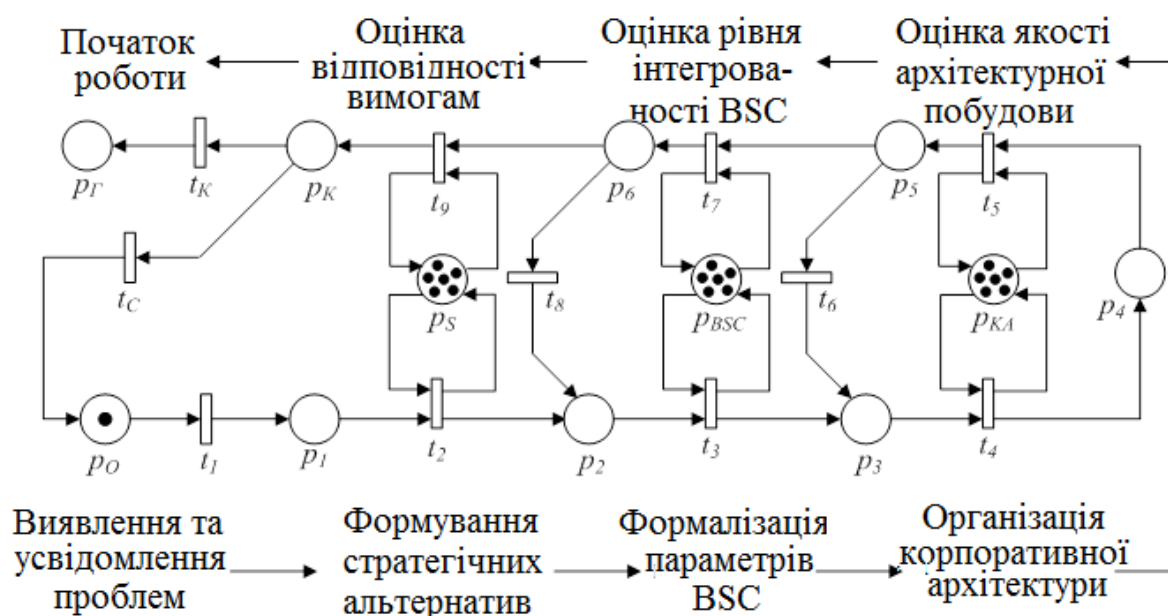 Початок
роботи
Оцінка
відповідності
вимогам
Оцінка рівня
інтегрова-
ності BSC
Оцінка якості
архітектурної
побудови
pГ
tК
pК
t9
p6
t7
p5
t5
tC
pS
t8
pBSC
t6
pKA
p4
pO
t1
p1
t2
p2
t3
p3
t4
Виявлення та
усвідомлення
проблем
Формування
стратегічних
альтернатив
Формалізація
параметрів
BSC
Організація
корпоративної
архітектури